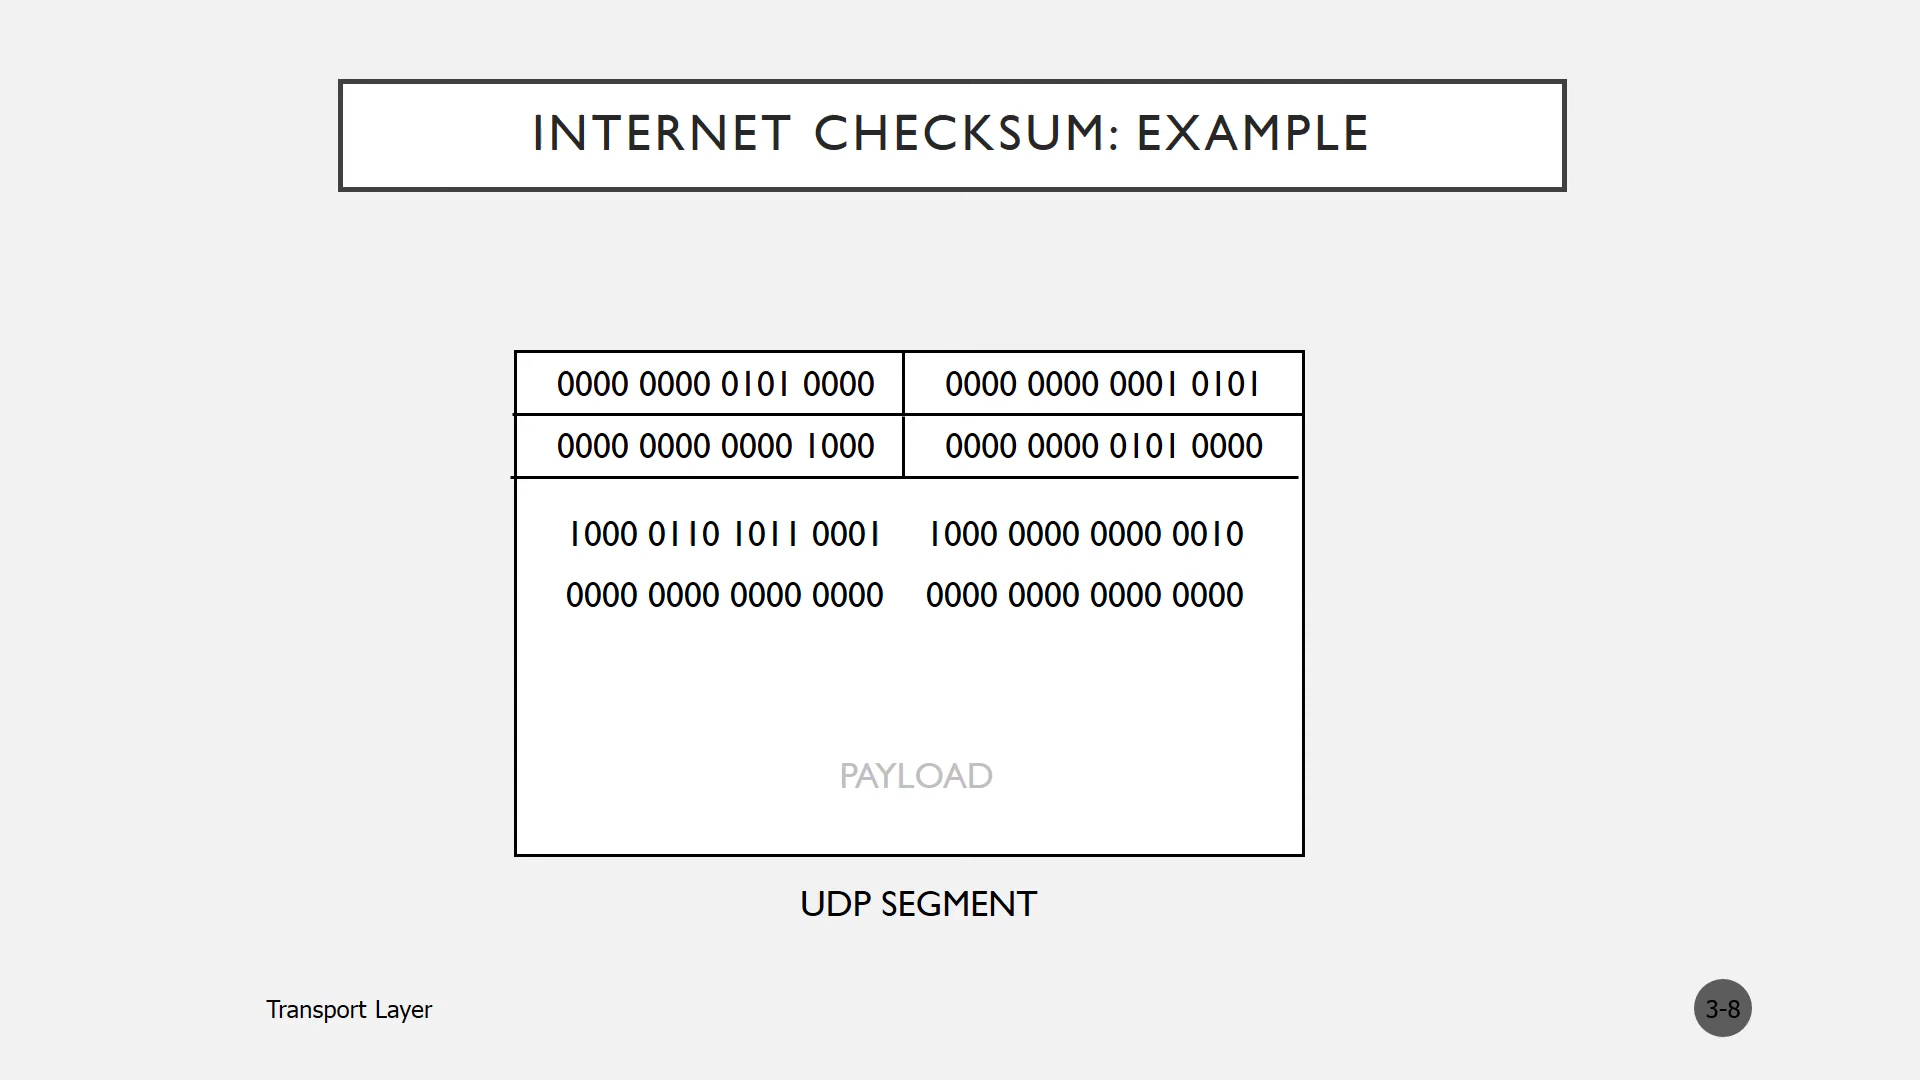 INTERNET CHECKSUM: EXAMPLE
0000 0000 0101 0000 0000 0000 0001 0101
0000 0000 0000 1000 0000 0000 0101 0000
1000 0110 1011 0001 1000 0000 0000 0010
0000 0000 0000 0000 0000 0000 0000 0000
PAYLOAD
UDP SEGMENT
Transport Layer
3-8